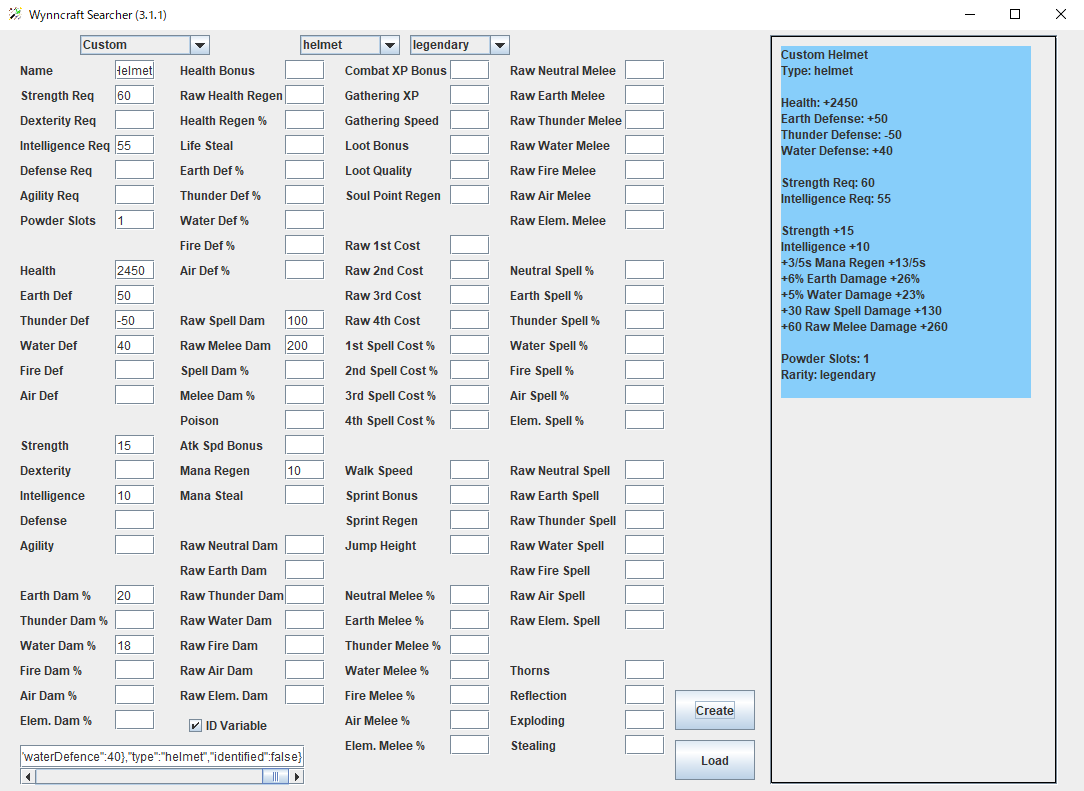 Wynncraft Searcher (3.1.1)
Custom helmet legendary
Name Helmet Health Bonus Combat XP Bonus Raw Neutral Melee
Strength Req 60 Raw Health Regen Gathering XP Raw Earth Melee
Dexterity Req Health Regen % Gathering Speed Raw Thunder Melee
Intelligence Req 55 Life Steal Loot Bonus Raw Water Melee
Defense Req Earth Def % Loot Quality Raw Fire Melee
Agility Req Thunder Def % Soul Point Regen Raw Air Melee
Powder Slots 1 Water Def % Raw Elem. Melee
Fire Def % Raw 1st Cost
Health 2450 Air Def % Raw 2nd Cost Neutral Spell %
Earth Def 50 Raw 3rd Cost Earth Spell %
Thunder Def -50 Raw Spell Dam 100 Raw 4th Cost Thunder Spell %
Water Def 40 Raw Melee Dam 200 1st Spell Cost % Water Spell %
Fire Def Spell Dam % 2nd Spell Cost % Fire Spell %
Air Def Melee Dam % 3rd Spell Cost % Air Spell %
Poison 4th Spell Cost % Elem. Spell %
Strength 15 Atk Spd Bonus
Dexterity Mana Regen 10 Walk Speed Raw Neutral Spell
Intelligence 10 Mana Steal Sprint Bonus Raw Earth Spell
Defense Sprint Regen Raw Thunder Spell
Agility Raw Neutral Dam Jump Height Raw Water Spell
Raw Earth Dam Raw Fire Spell
Earth Dam % 20 Raw Thunder Dam Neutral Melee % Raw Air Spell
Thunder Dam % Raw Water Dam Earth Melee % Raw Elem. Spell
Water Dam % 18 Raw Fire Dam Thunder Melee %
Fire Dam % Raw Air Dam Water Melee % Thorns
Air Dam % Raw Elem. Dam Fire Melee % Reflection
Elem. Dam % ID Variable Air Melee % Exploding
Elem. Melee % Stealing
'waterDefence":40},"type":"helmet","identified":false}
Create
Load
Custom Helmet
Type: helmet
Health: +2450
Earth Defense: +50
Thunder Defense: -50
Water Defense: +40
Strength Req: 60
Intelligence Req: 55
Strength +15
Intelligence +10
+3/5s Mana Regen +13/5s
+6% Earth Damage +26%
+5% Water Damage +23%
+30 Raw Spell Damage +130
+60 Raw Melee Damage +260
Powder Slots: 1
Rarity: legendary